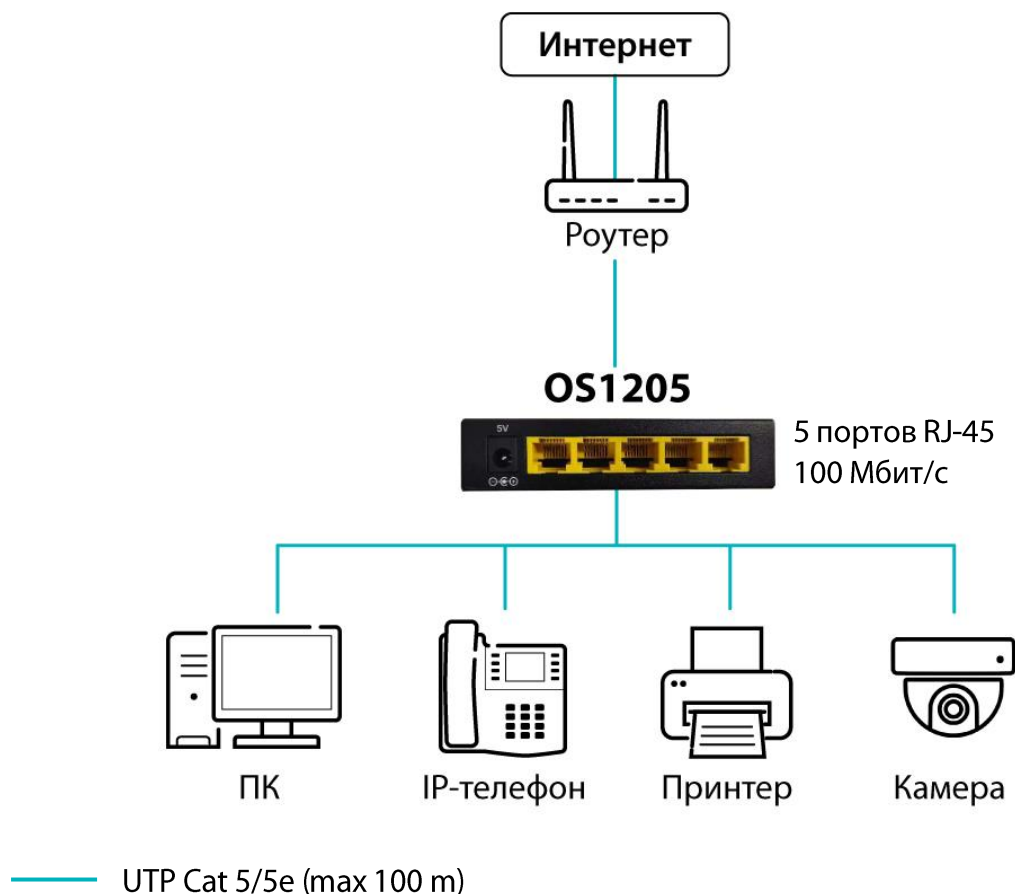 Интернет
Роутер
OS1205
5V
5 портов RJ-45
100 Мбит/с
ПК
IP-телефон
Принтер
Камера
UTP Cat 5/5e (max 100 m)